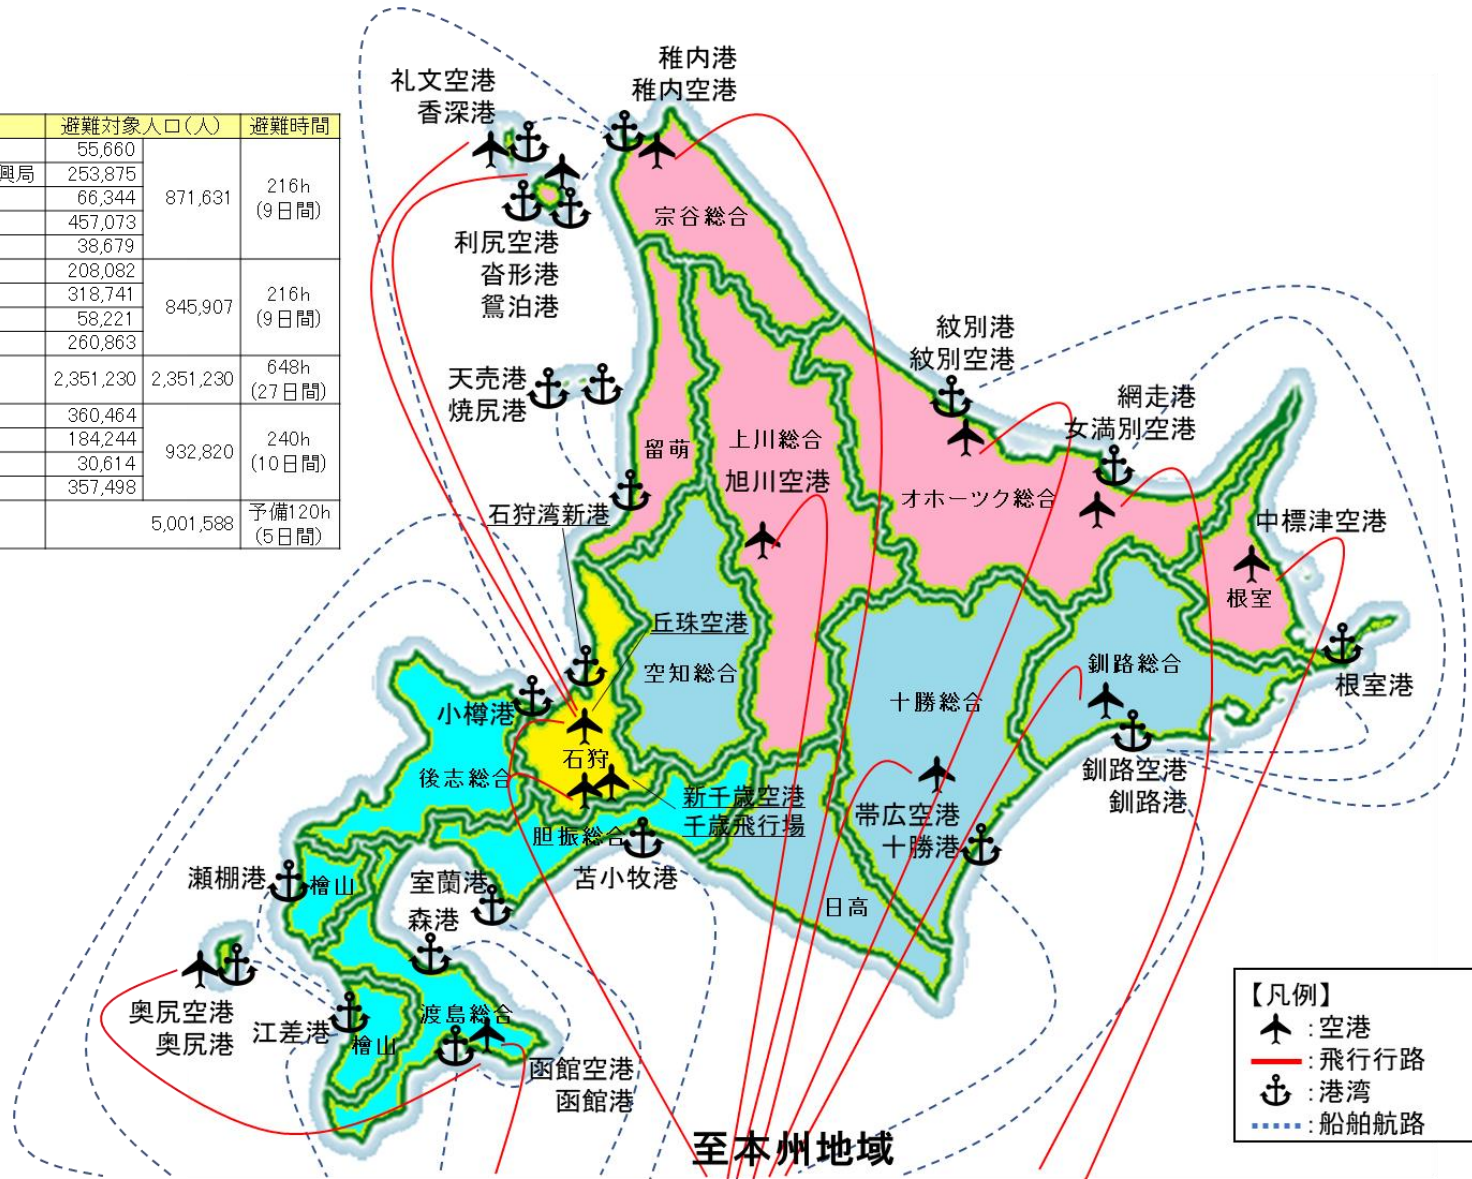 避難対象人口(人) 避難時間
55,660
興局 253,875
66,344
457,073
38,679
871,631
216h
(9日間)
208,082
318,741
58,221
260,863
845,907
216h
(9日間)
2,351,230 2,351,230
648h
(27日間)
360,464
184,244
30,614
357,498
932,820
240h
(10日間)
5,001,588
予備120h
(5日間)
礼文空港
香深港
稚内港
稚内空港
宗谷総合
利尻空港
沓形港
鴛泊港
天売港
焼尻港
留萌
上川総合
旭川空港
紋別港
紋別空港
網走港
女満別空港
オホーツク総合
中標津空港
根室
根室港
石狩湾新港
丘珠空港
空知総合
釧路総合
釧路空港
釧路港
十勝総合
帯広空港
十勝港
日高
小樽港
石狩
後志総合
新千歳空港
千歳飛行場
胆振総合
苫小牧港
室蘭港
森港
瀬棚港
檜山
奥尻空港
奥尻港
江差港
檜山
渡島総合
函館空港
函館港
至本州地域
【凡例】
:空港
:飛行行路
:港湾
:船舶航路